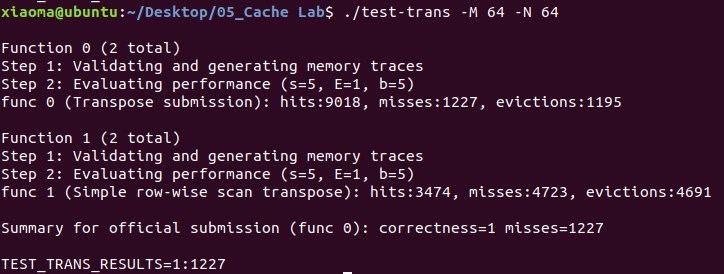 xiaoma@ubuntu:~/Desktop/05_Cache Lab$ ./test-trans -M 64 -N 64
Function 0 (2 total)
Step 1: Validating and generating memory traces
Step 2: Evaluating performance (s=5, E=1, b=5)
func 0 (Transpose submission): hits:9018, misses:1227, evictions:1195
Function 1 (2 total)
Step 1: Validating and generating memory traces
Step 2: Evaluating performance (s=5, E=1, b=5)
func 1 (Simple row-wise scan transpose): hits:3474, misses:4723, evictions:4691
Summary for official submission (func 0): correctness=1 misses=1227
TEST_TRANS_RESULTS=1:1227